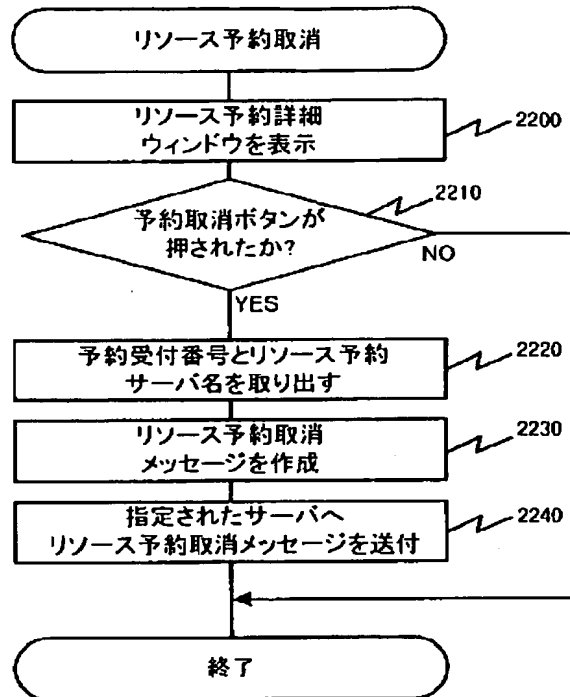 リソース予約取消
リソース予約詳細
ウィンドウを表示
2200
2210
予約取消ボタンが
押されたか?
NO
YES
予約受付番号とリソース予約
サーバ名を取り出す
2220
リソース予約取消
メッセージを作成
2230
指定されたサーバへ
リソース予約取消メッセージを送付
2240
終了